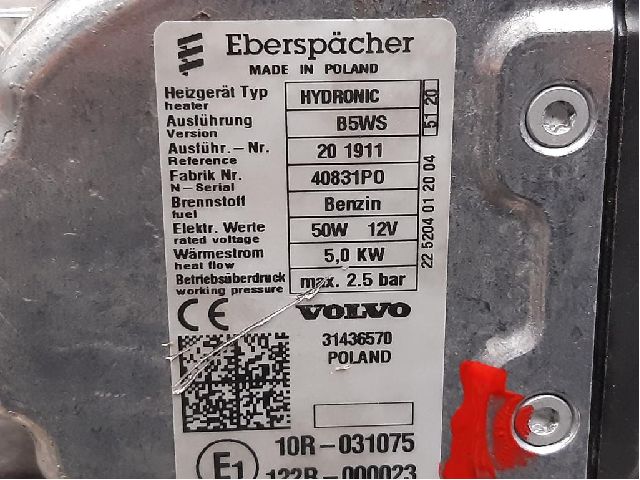 Eberspächer
MADE IN POLAND
Heizgerät Typ HYDRONIC
heater
Ausführung B5WS
Version
Ausführ.-Nr. 20 1911
Reference
Fabrik Nr. 40831P0
N-Serial
Brennstoff Benzin
fuel
Elektr. Werte 50W 12V
rated voltage
Wärmestrom 5,0 KW
heat flow
Betriebsüberdruck max. 2.5 bar
working pressure
51 20
22 5204 01 20 04
CE VOLVO
31436570
POLAND
E1 10R-031075
122R-000023